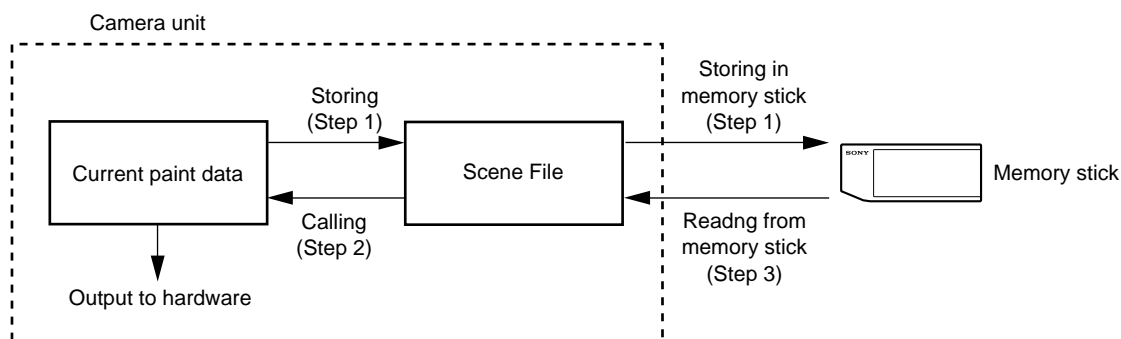 Camera unit
Storing
(Step 1)
Storing in
memory stick
(Step 1)
Current paint data
Scene File
SONY
Memory stick
Calling
(Step 2)
Readng from
memory stick
(Step 3)
Output to hardware